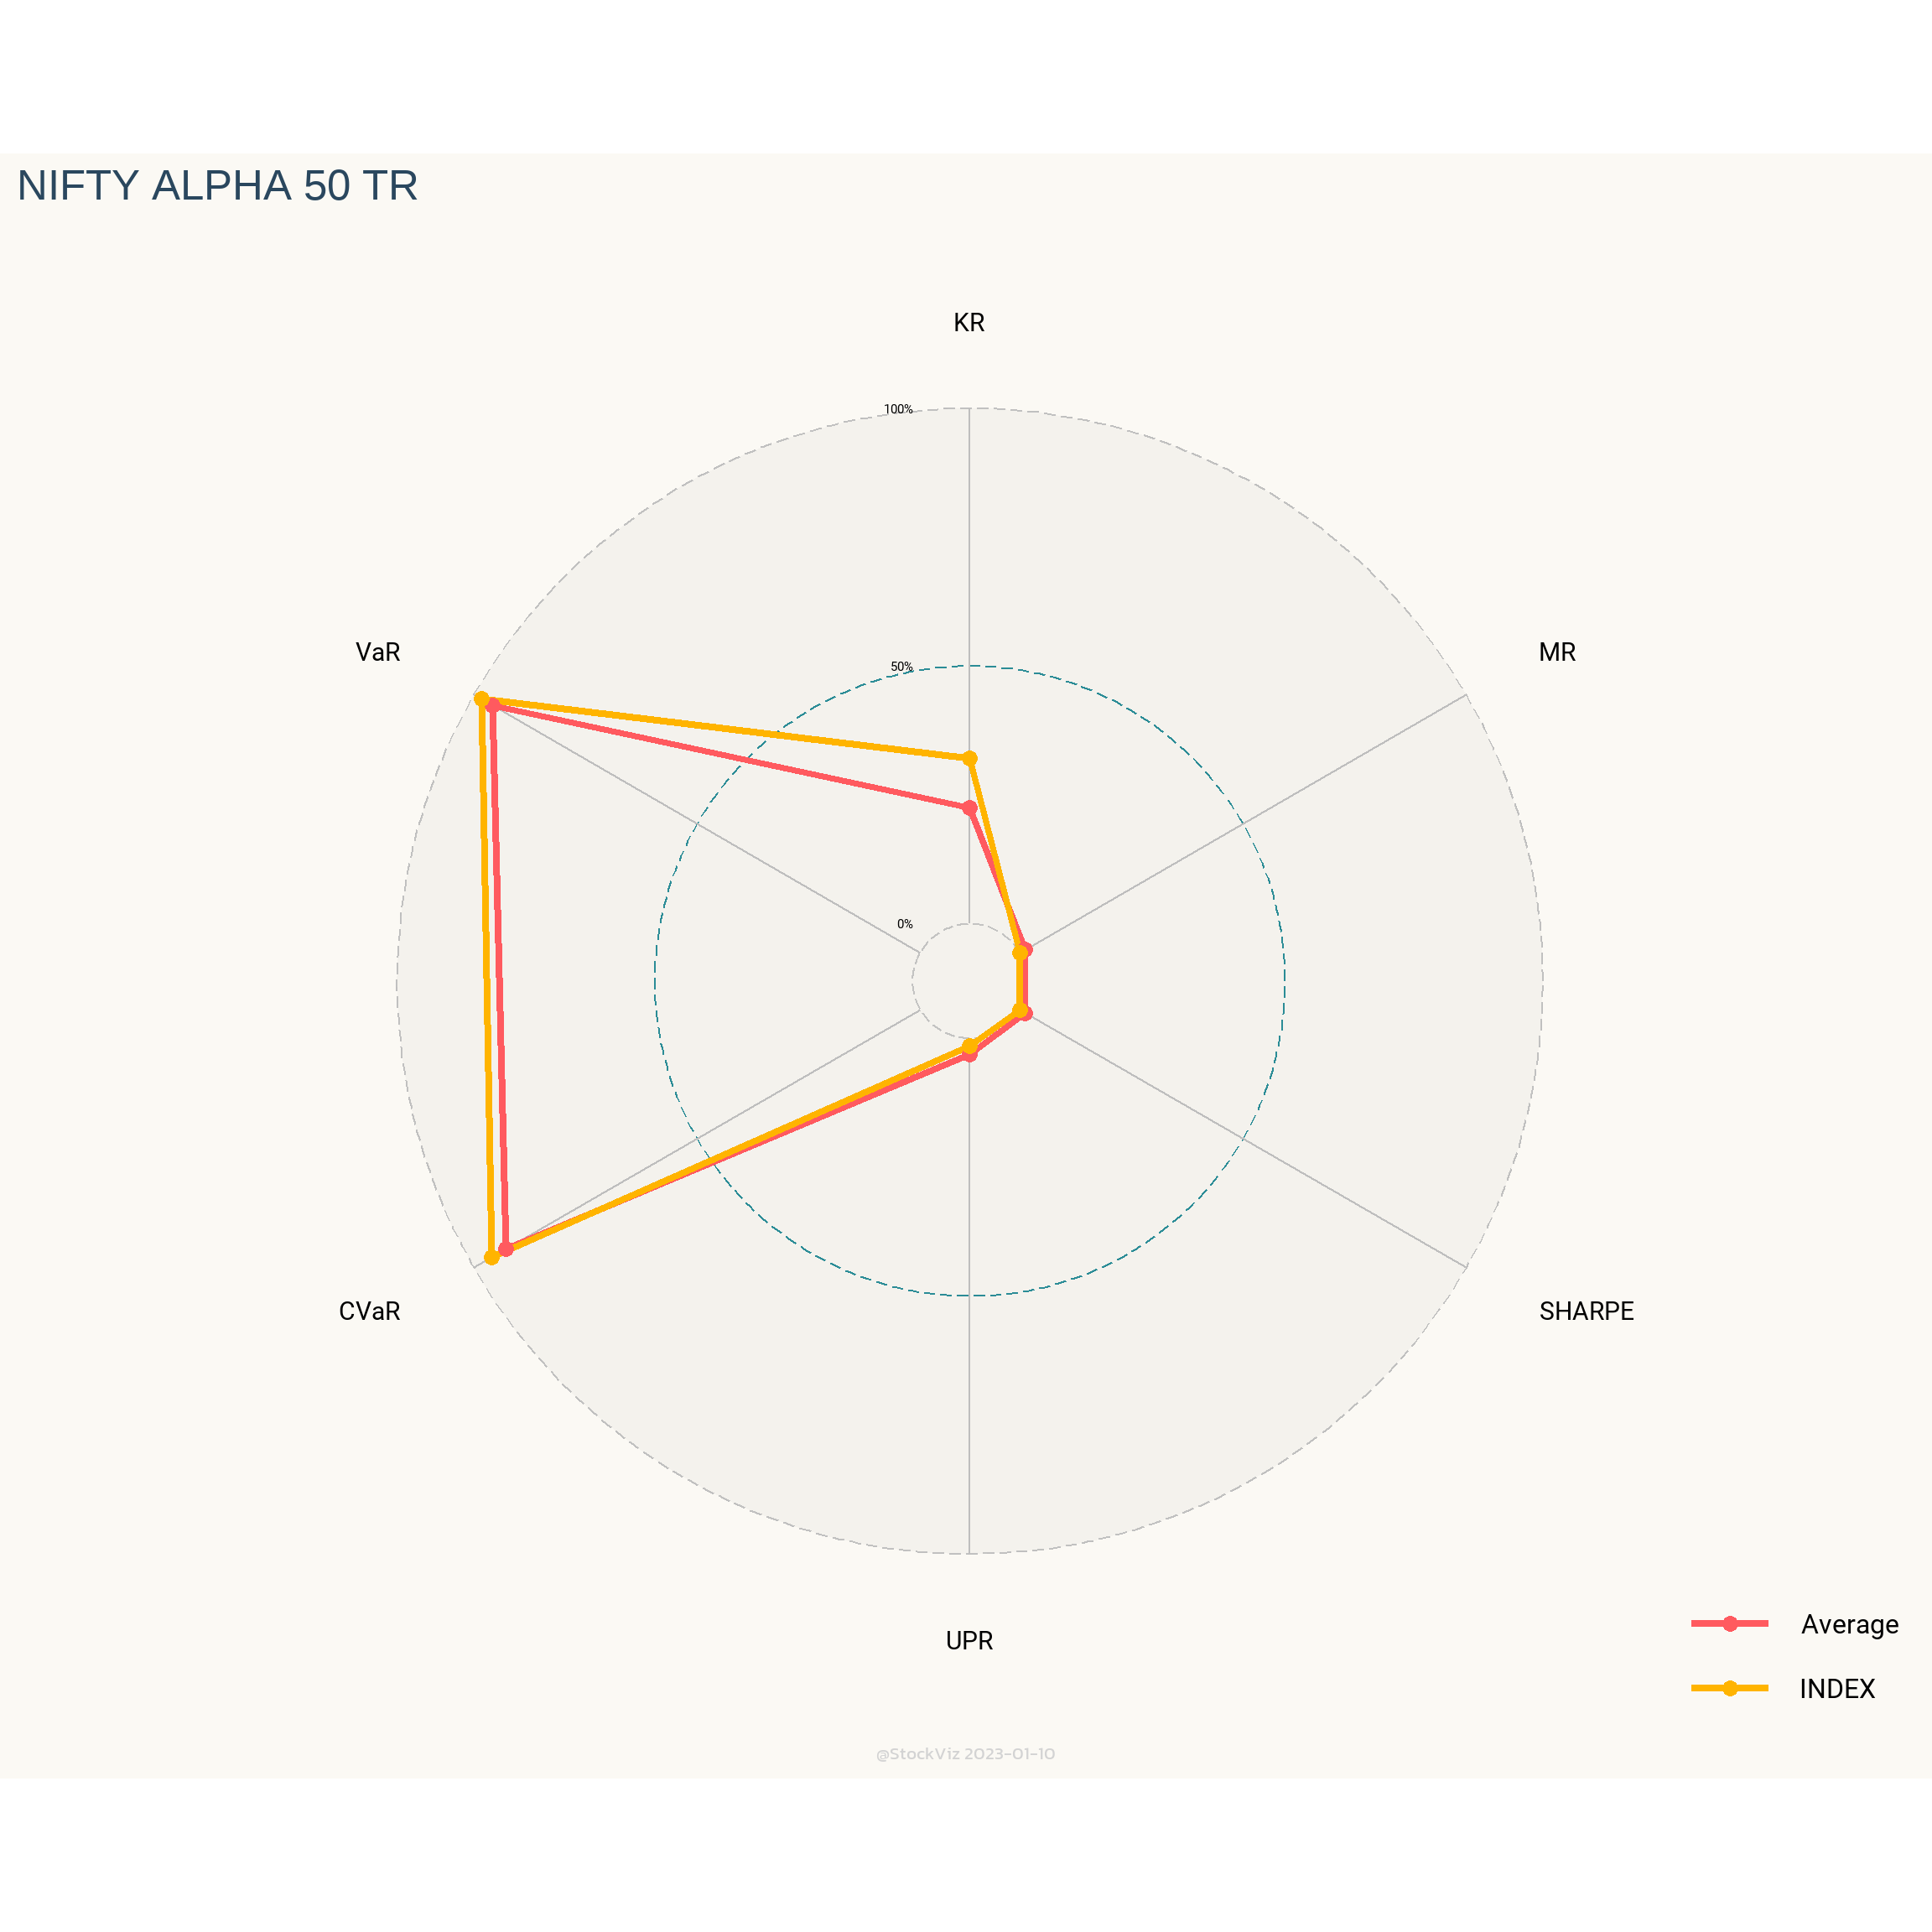 NIFTY ALPHA 50 TR
KR
100%
VaR
MR
50%
0%
CVaR
SHARPE
UPR
Average
INDEX
@StockViz 2023-01-10